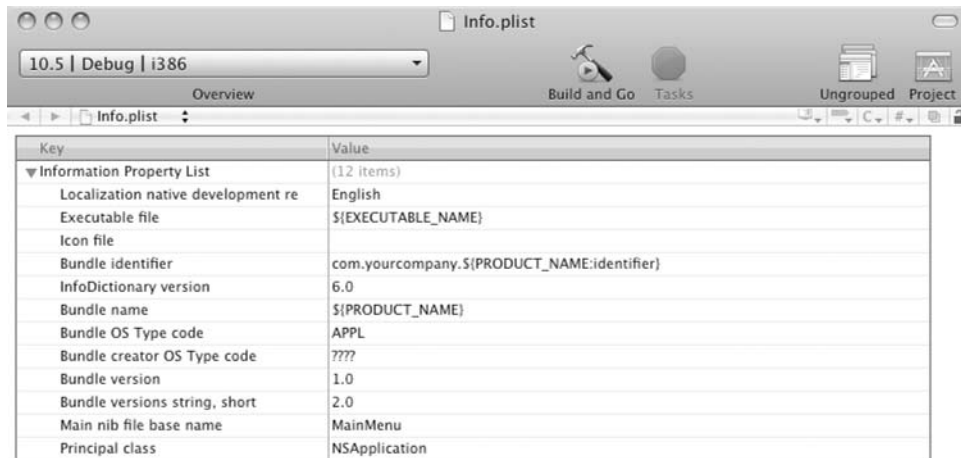 Info.plist
10.5 | Debug | i386
Overview
Build and Go
Tasks
Ungrouped
Project
Info.plist
C
#
Key Value
Information Property List (12 items)
Localization native development re English
Executable file ${EXECUTABLE_NAME}
Icon file
Bundle identifier com.yourcompany.${PRODUCT_NAME:identifier}
InfoDictionary version 6.0
Bundle name ${PRODUCT_NAME}
Bundle OS Type code APPL
Bundle creator OS Type code ????
Bundle version 1.0
Bundle versions string, short 2.0
Main nib file base name MainMenu
Principal class NSApplication